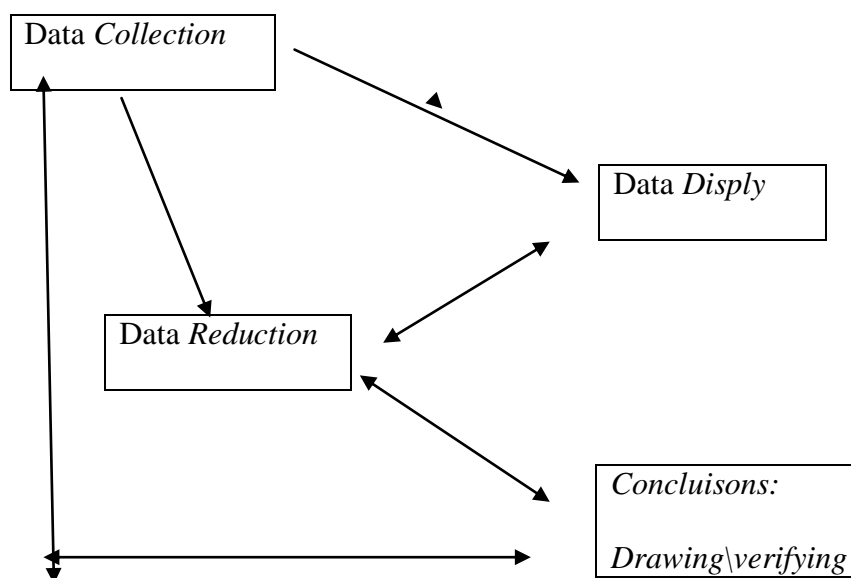 Data Collection
Data Disply
Data Reduction
Concluisons:
Drawing\verifying